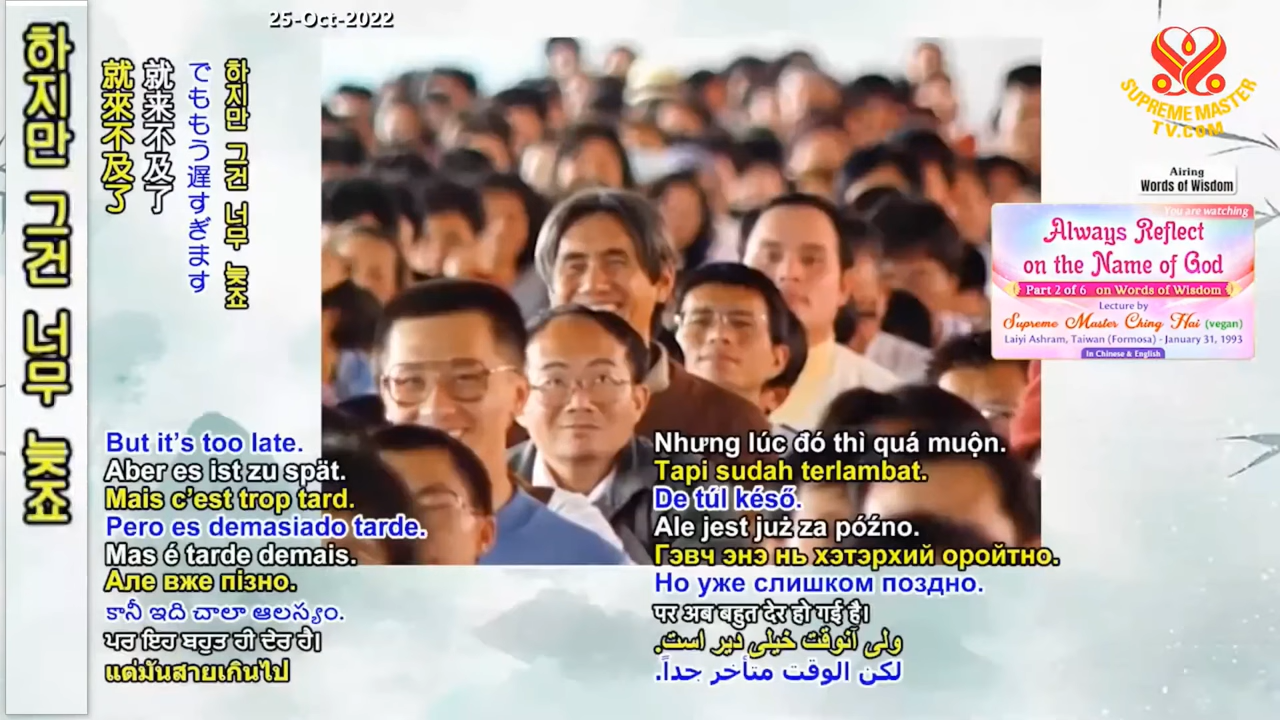 25-Oct-2022
하지만 그건 너무 늦죠
就來不及了
就来不及了
でももう遅すぎます
하지만 그건 너무 늦죠
SUPREME MASTER
TV.COM
Airing
Words of Wisdom
You are watching
Always Reflect
on the Name of God
Part 2 of 6 on Words of Wisdom
Lecture by
Supreme Master Ching Hai (vegan)
Laiyi Ashram, Taiwan (Formosa) - January 31, 1993
In Chinese & English
But it's too late.
Aber es ist zu spät.
Mais c'est trop tard.
Pero es demasiado tarde.
Mas é tarde demais.
Але вже пізно.
కానీ ఇది చాలా ఆలస్యం.
ਪਰ ਇਹ ਬਹੁਤ ਹੀ ਦੇਰ ਹੈ।
แต่มันสายเกินไป
Nhưng lúc đó thì quá muộn.
Tapi sudah terlambat.
De túl késő.
Ale jest już za późno.
Гэвч энэ нь хэтэрхий оройтно.
Но уже слишком поздно.
पर अब बहुत देर हो गई है।
ولی آنوقت خیلی دیر است.
لكن الوقت متأخر جداً.